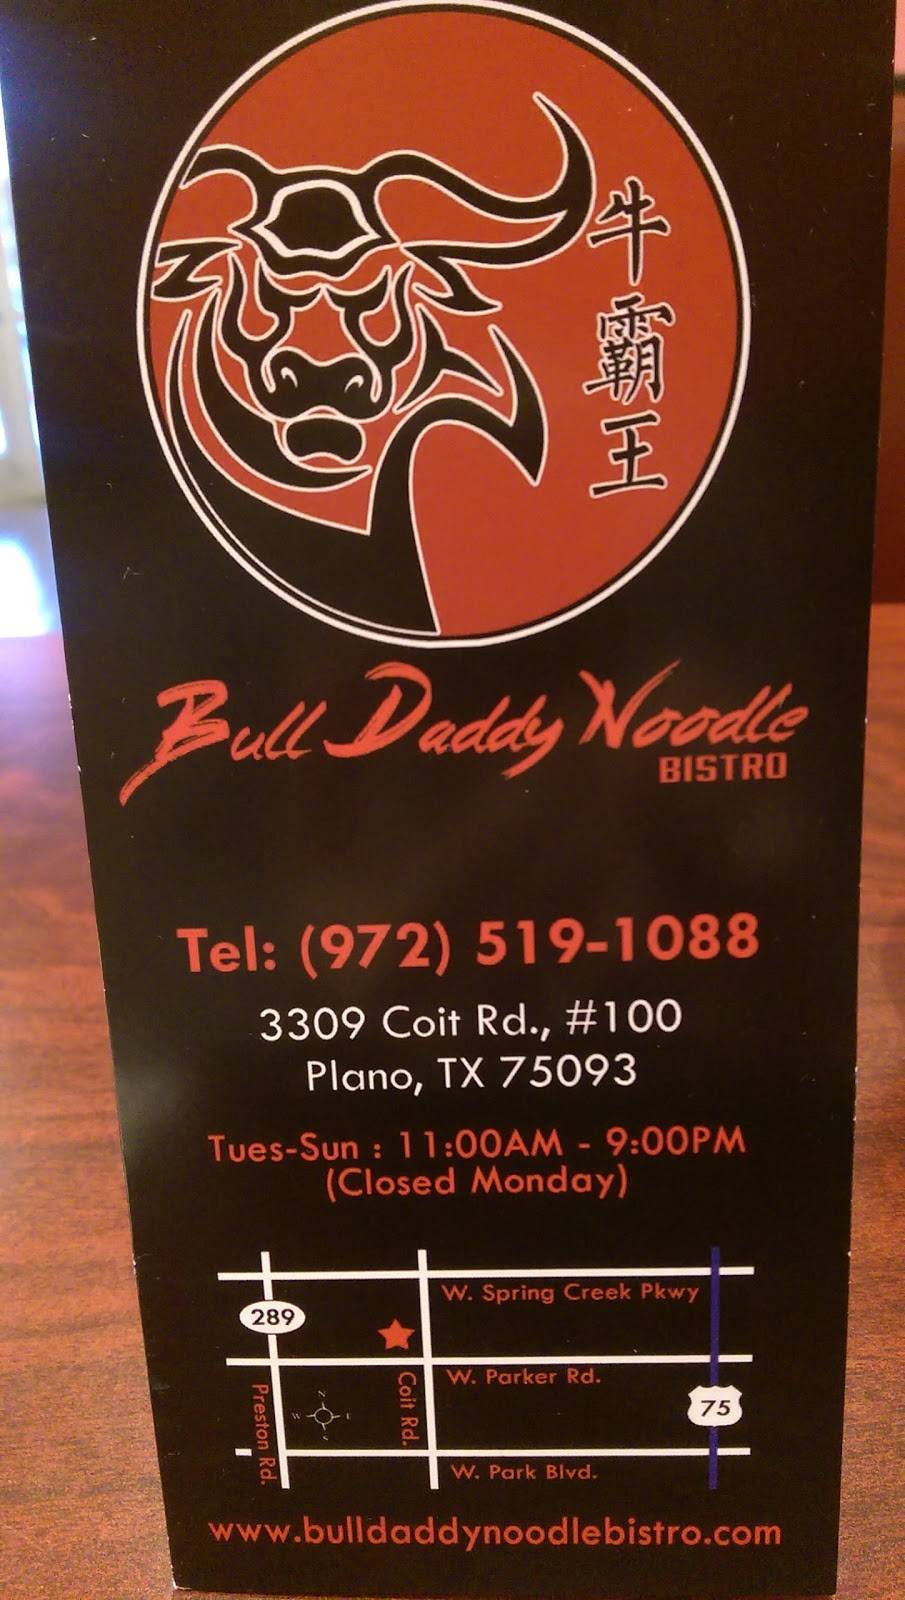 牛霸王
Bull Daddy Noodle
BISTRO
Tel: (972) 519-1088
3309 Coit Rd., #100
Plano, TX 75093
Tues-Sun : 11:00AM - 9:00PM
(Closed Monday)
W. Spring Creek Pkwy
289
W. Parker Rd.
Preston Rd.
Coit Rd.
N
W E
S
75
W. Park Blvd.
www.bulldaddynoodlebistro.com